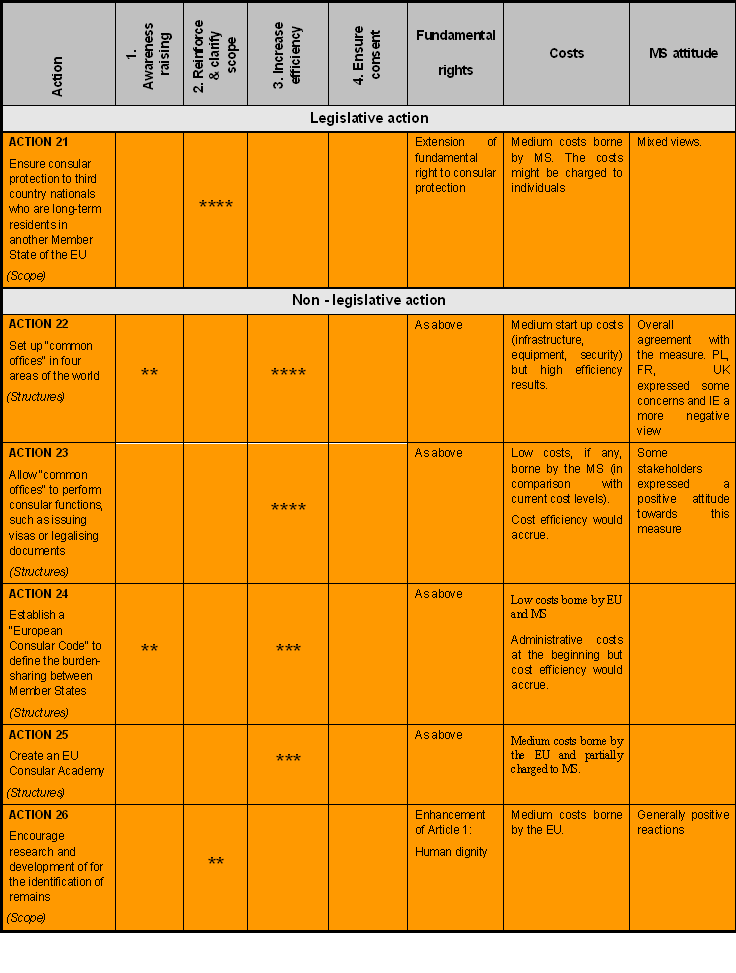 Action
1.
Awareness
raising
2. Reinforce
& clarify
scope
3. Increase
efficiency
4. Ensure
consent
Fundamental
rights
Costs
MS attitude
Legislative action
ACTION 21
Ensure consular
protection to third
country nationals
who are long-term
residents in
another Member
State of the EU
(Scope)
****
Extension of
fundamental
right to consular
protection
Medium costs borne
by MS. The costs
might be charged to
individuals
Mixed views.
Non - legislative action
ACTION 22
Set up "common
offices" in four
areas of the world
(Structures)
**
****
As above
Medium start up costs
(infrastructure,
equipment, security)
but high efficiency
results.
Overall
agreement with
the measure. PL,
FR, UK
expressed some
concerns and IE a
more negative
view
ACTION 23
Allow "common
offices" to perform
consular functions,
such as issuing
visas or legalising
documents
(Structures)
****
As above
Low costs, if any,
borne by the MS (in
comparison with
current cost levels).
Cost efficiency would
accrue.
Some
stakeholders
expressed a
positive attitude
towards this
measure
ACTION 24
Establish a
"European
Consular Code" to
define the burden-
sharing between
Member States
(Structures)
**
***
As above
Low costs borne by EU
and MS
Administrative costs
at the beginning but
cost efficiency would
accrue.
ACTION 25
Create an EU
Consular Academy
(Structures)
***
As above
Medium costs borne by
the EU and partially
charged to MS.
ACTION 26
Encourage
research and
development of for
the identification of
remains
(Scope)
**
Enhancement
of Article 1:
Human dignity
Medium costs borne
by the EU.
Generally positive
reactions